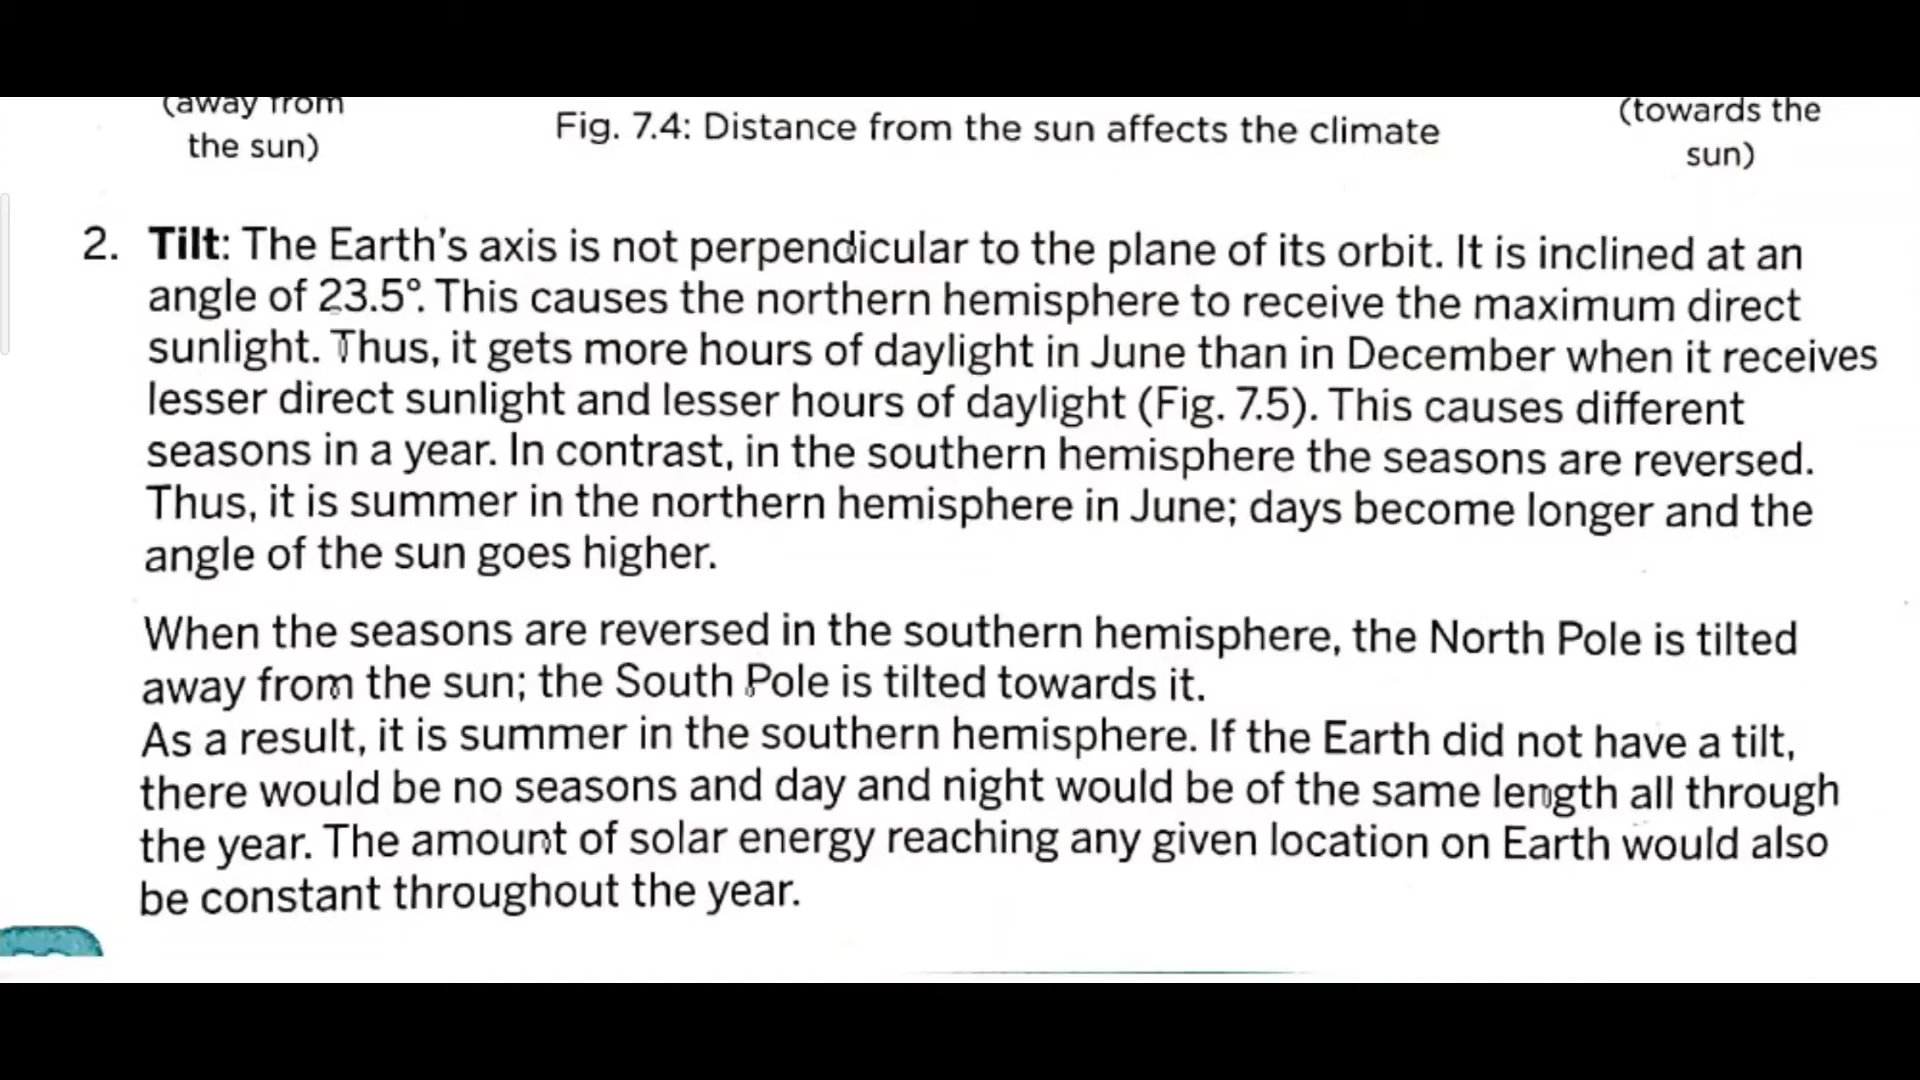 (away from
the sun)
Fig. 7.4: Distance from the sun affects the climate
(towards the
sun)
2. Tilt: The Earth's axis is not perpendicular to the plane of its orbit. It is inclined at an
angle of 23.5°. This causes the northern hemisphere to receive the maximum direct
sunlight. Thus, it gets more hours of daylight in June than in December when it receives
lesser direct sunlight and lesser hours of daylight (Fig. 7.5). This causes different
seasons in a year. In contrast, in the southern hemisphere the seasons are reversed.
Thus, it is summer in the northern hemisphere in June; days become longer and the
angle of the sun goes higher.
When the seasons are reversed in the southern hemisphere, the North Pole is tilted
away from the sun; the South Pole is tilted towards it.
As a result, it is summer in the southern hemisphere. If the Earth did not have a tilt,
there would be no seasons and day and night would be of the same length all through
the year. The amount of solar energy reaching any given location on Earth would also
be constant throughout the year.